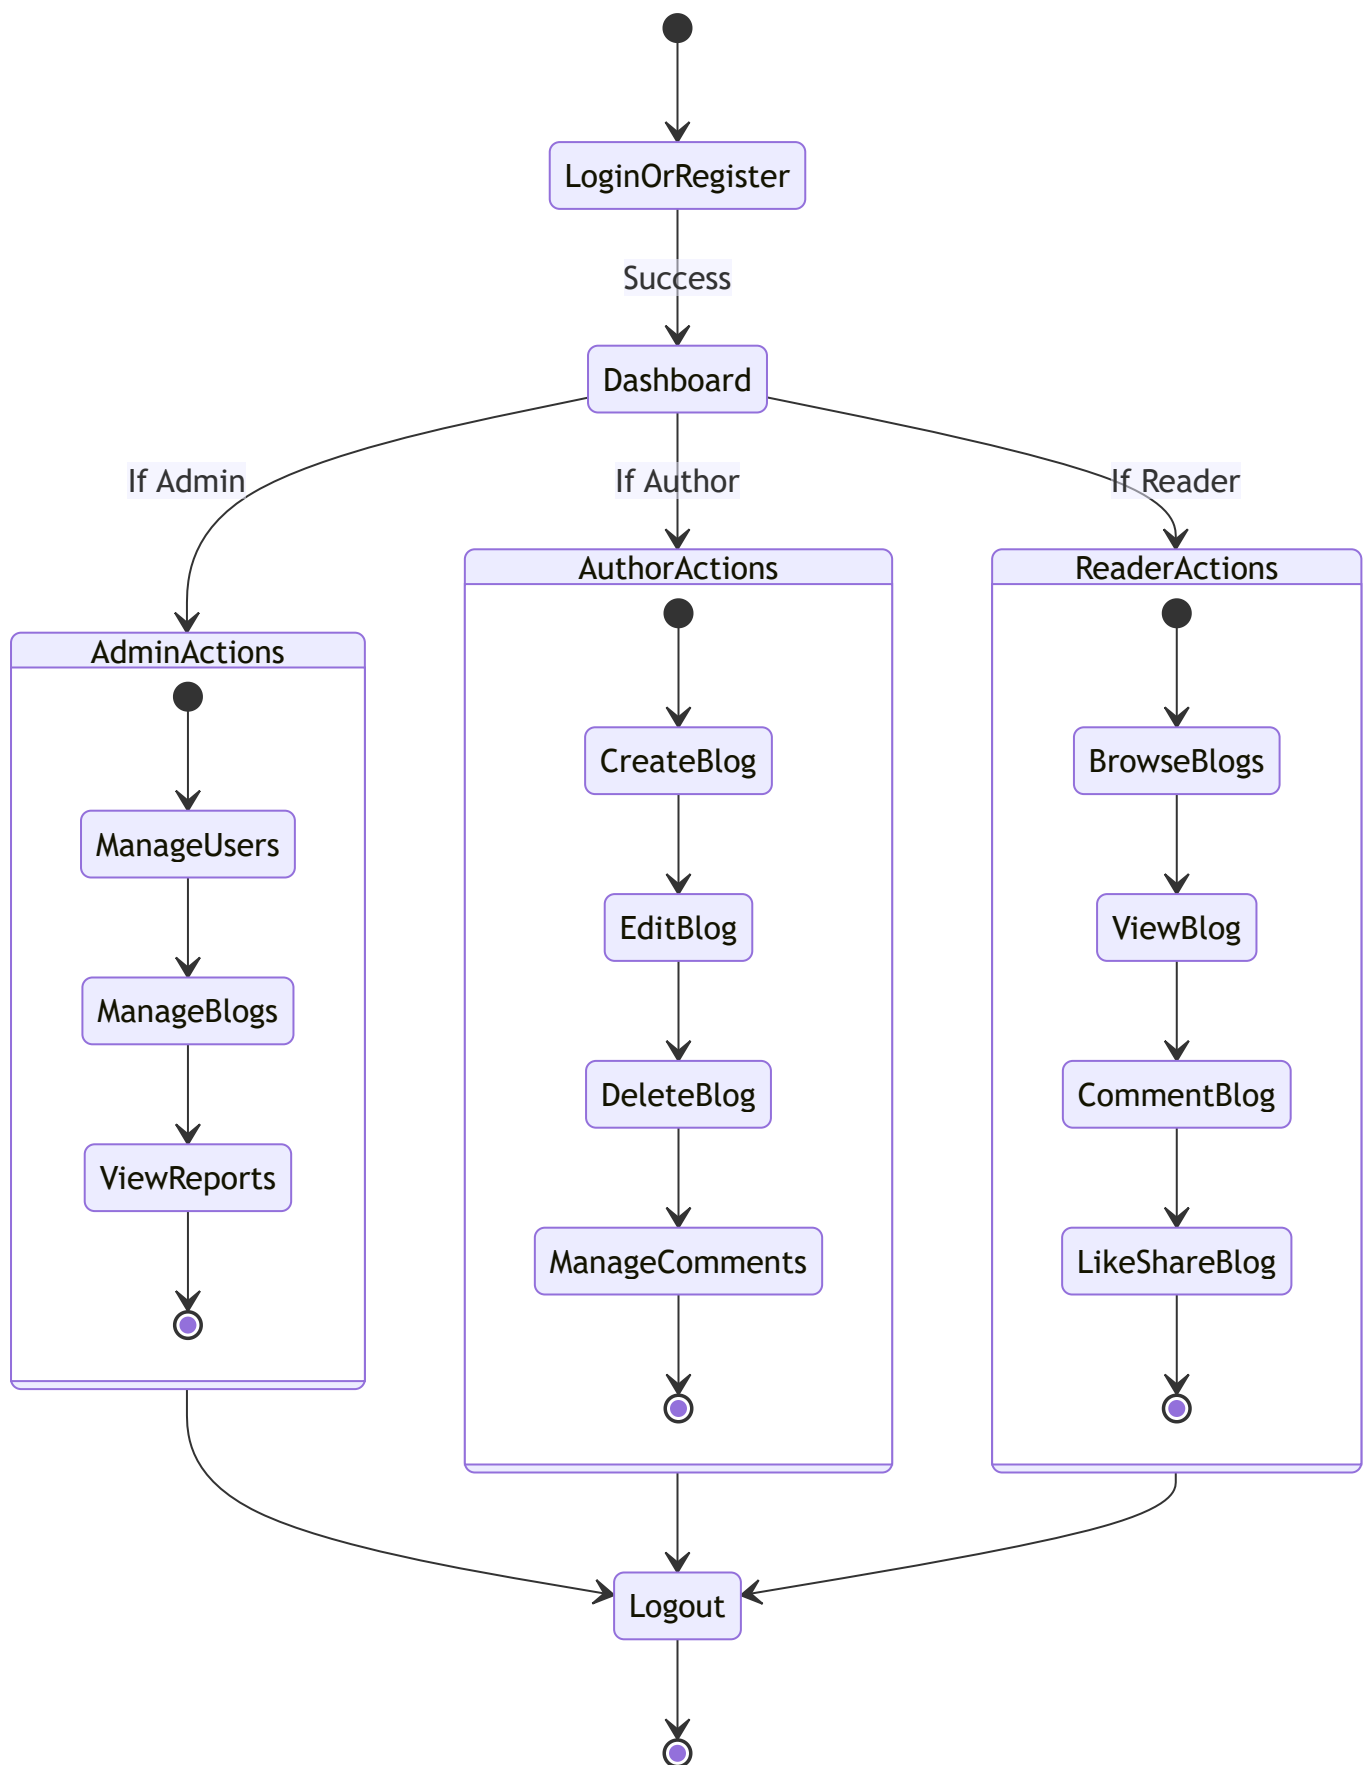 LoginOrRegister
Success
Dashboard
If Admin
If Author
If Reader
AdminActions
ManageUsers
ManageBlogs
ViewReports
AuthorActions
CreateBlog
EditBlog
DeleteBlog
ManageComments
ReaderActions
BrowseBlogs
ViewBlog
CommentBlog
LikeShareBlog
Logout